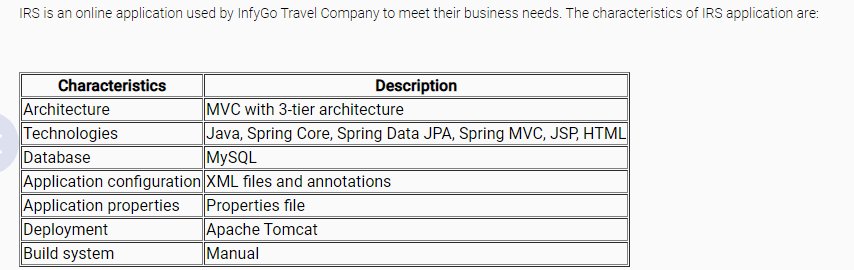 IRS is an online application used by InfyGo Travel Company to meet their business needs. The characteristics of IRS application are:
Characteristics Description
Architecture MVC with 3-tier architecture
Technologies Java, Spring Core, Spring Data JPA, Spring MVC, JSP, HTML
Database MySQL
Application configuration XML files and annotations
Application properties Properties file
Deployment Apache Tomcat
Build system Manual